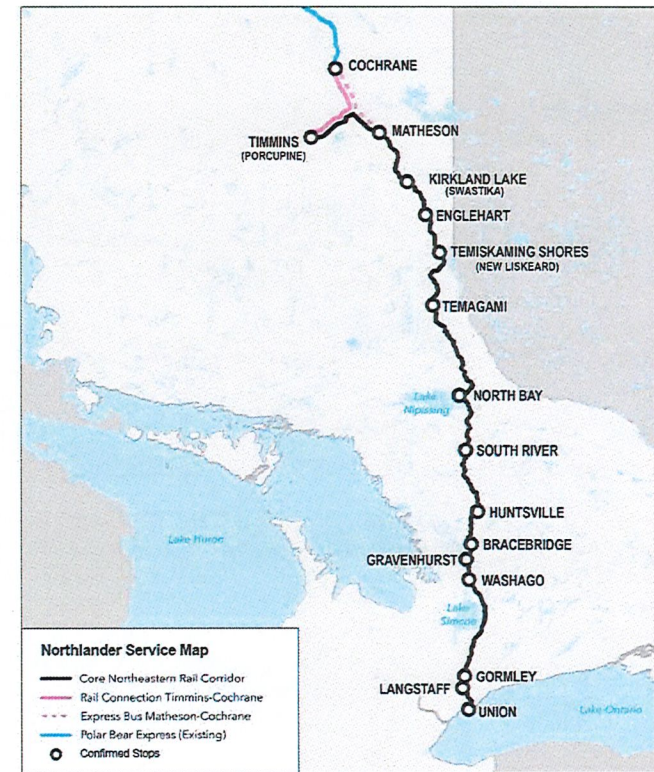 COCHRANE
TIMMINS
(PORCUPINE)
MATHESON
KIRKLAND LAKE
(SWASTIKA)
ENGLEHART
TEMISKAMING SHORES
(NEW LISKEARD)
TEMAGAMI
Lake
Nipissing
NORTH BAY
SOUTH RIVER
HUNTSVILLE
Lake Huron
BRACEBRIDGE
GRAVENHURST
WASHAGO
Lake
Simcoe
GORMLEY
LANGSTAFF
UNION
Lake Ontario
Northlander Service Map
Core Northeastern Rail Corridor
Rail Connection Timmins-Cochrane
Express Bus Matheson-Cochrane
Polar Bear Express (Existing)
Confirmed Stops